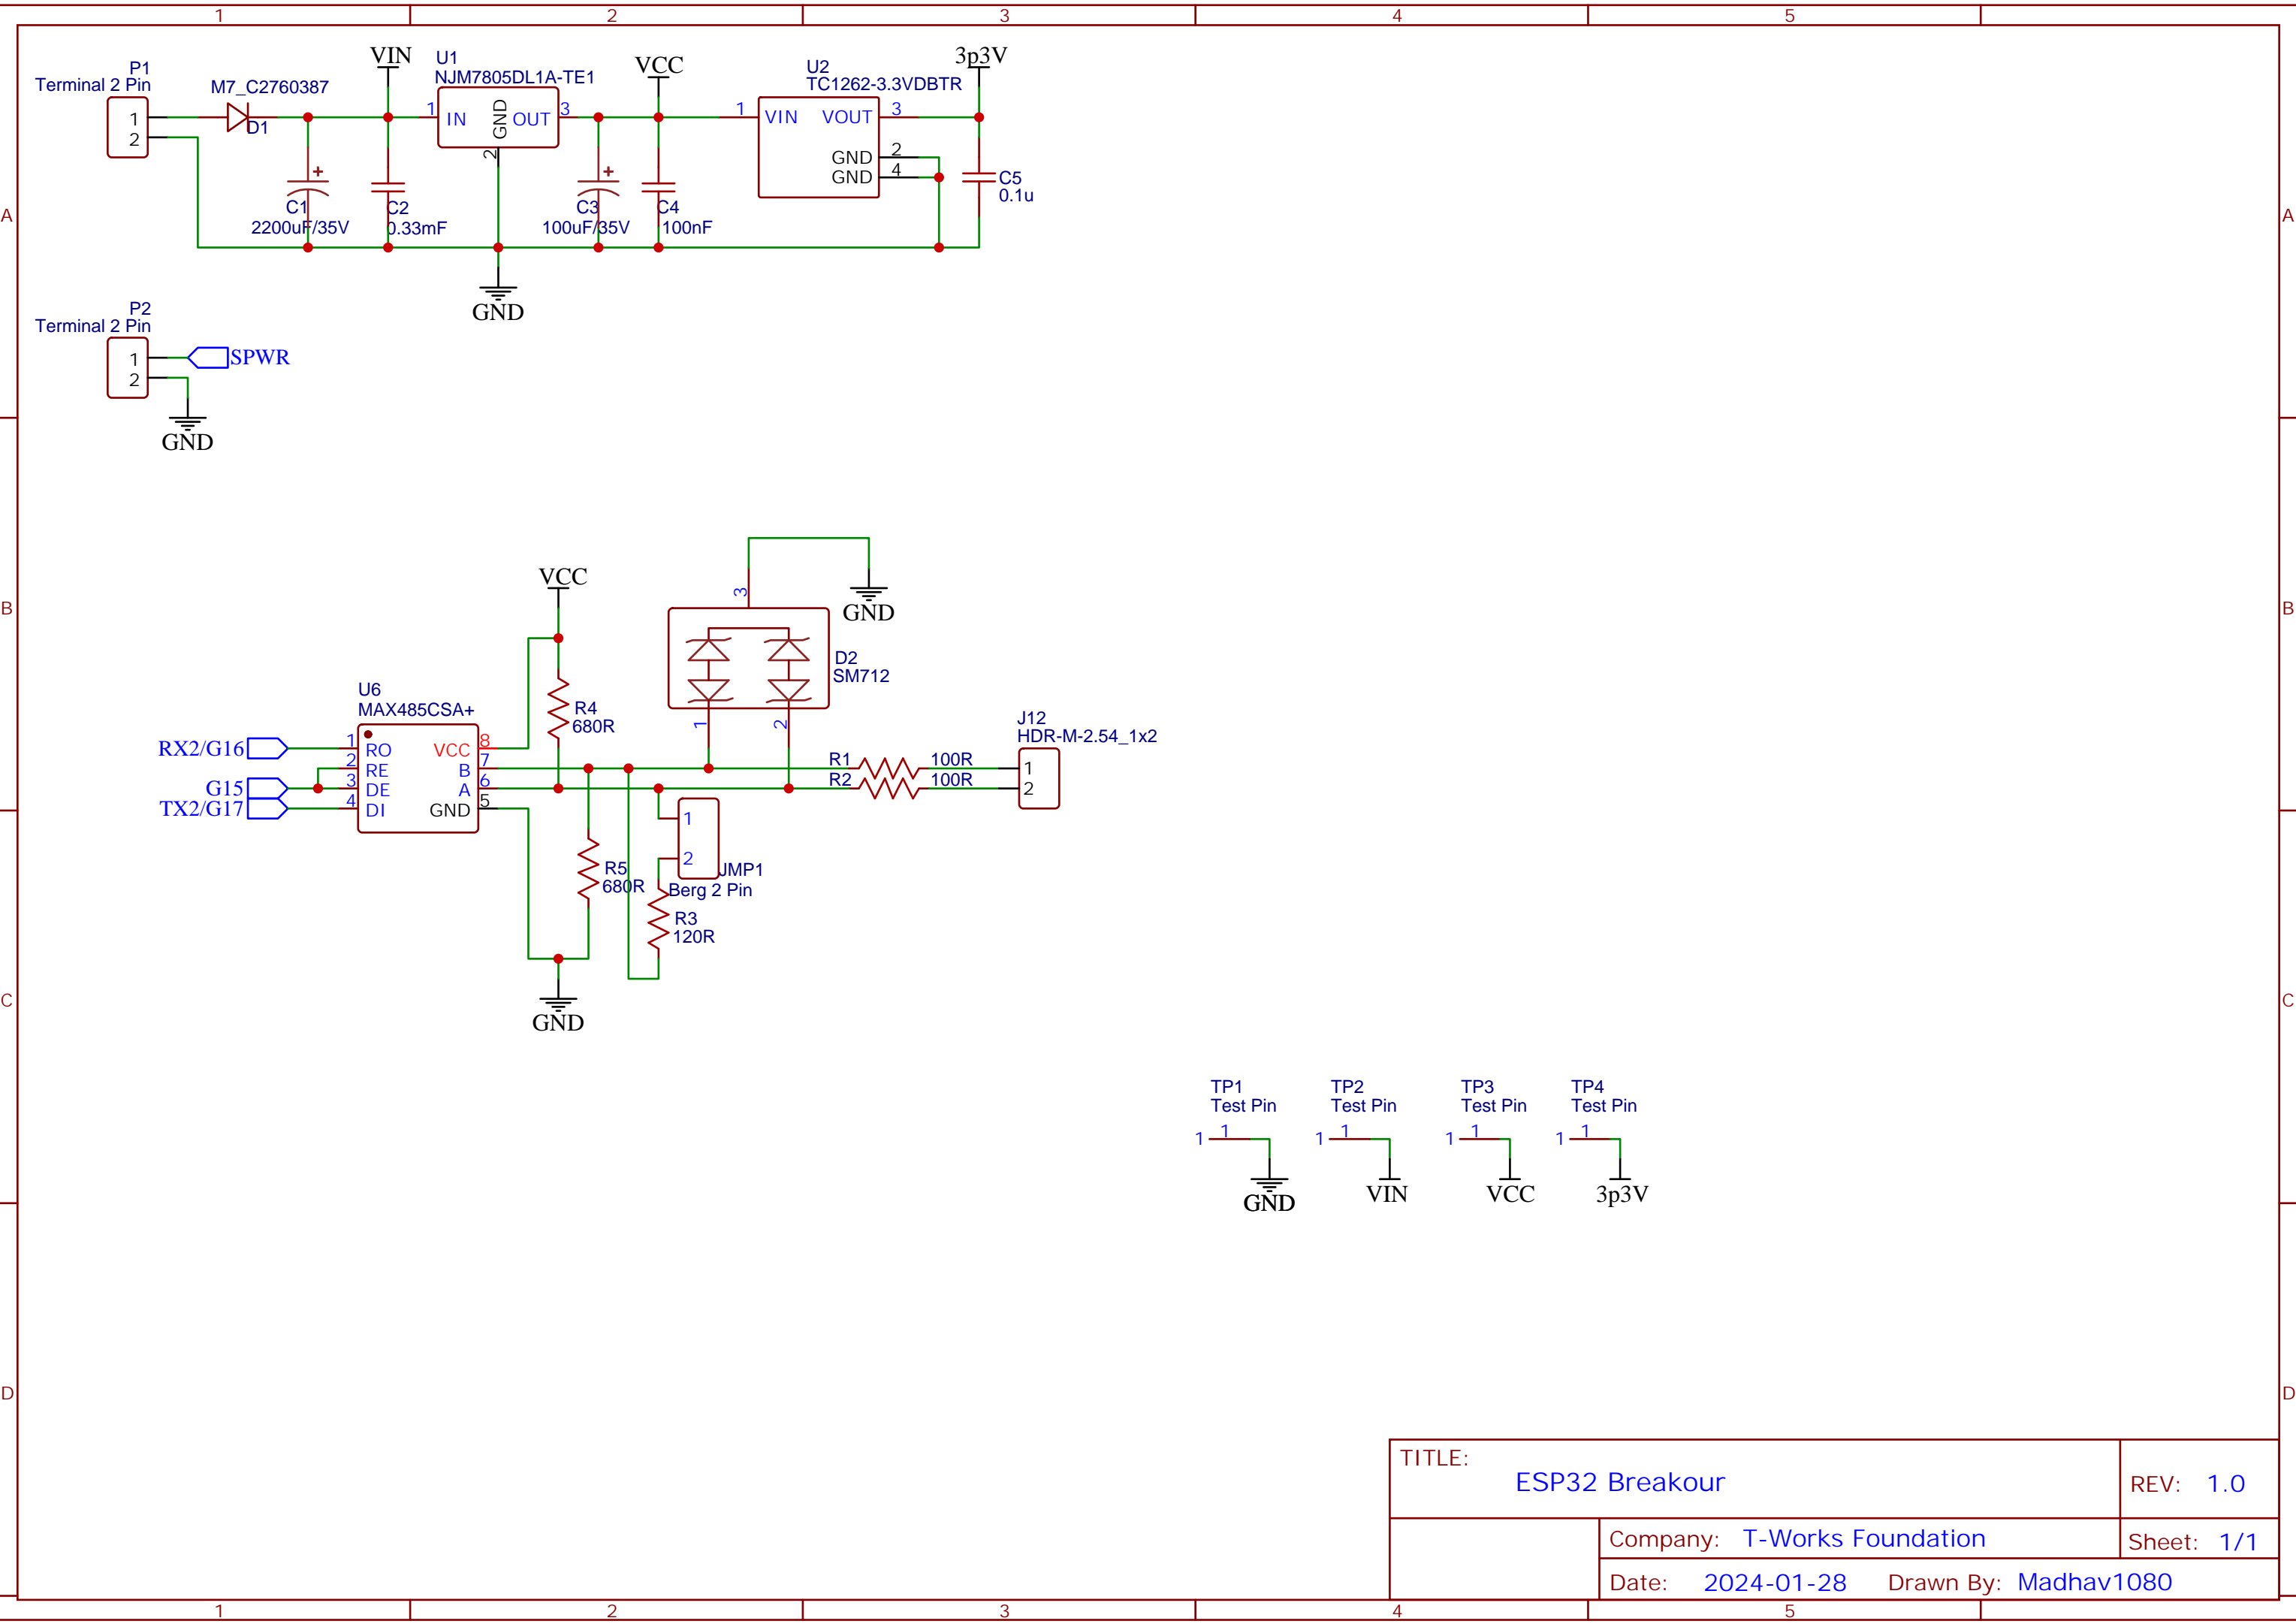 1 2 3 4 5
A
B
C
D
A
B
C
D
P1
Terminal 2 Pin
1
2
M7_C2760387
D1
VIN
U1
NJM7805DL1A-TE1
1 IN GND OUT 3
2
C1
2200uF/35V
C2
0.33mF
GND
VCC
C3
100uF/35V
C4
100nF
U2
TC1262-3.3VDBTR
1 VIN VOUT 3
GND 2
GND 4
3p3V
C5
0.1u
P2
Terminal 2 Pin
1
2
SPWR
GND
VCC
R4
680R
3
GND
D2
SM712
1 2
U6
MAX485CSA+
RX2/G16 1 RO VCC 8
2 RE B 7
G15 3 DE A 6
TX2/G17 4 DI GND 5
R1 100R
R2 100R
J12
HDR-M-2.54_1x2
1
2
1
2
JMP1
Berg 2 Pin
R5
680R
R3
120R
GND
TP1
Test Pin
1 1
GND
TP2
Test Pin
1 1
VIN
TP3
Test Pin
1 1
VCC
TP4
Test Pin
1 1
3p3V
TITLE:
ESP32 Breakour
REV: 1.0
Company: T-Works Foundation
Sheet: 1/1
Date: 2024-01-28 Drawn By: Madhav1080
1 2 3 4 5